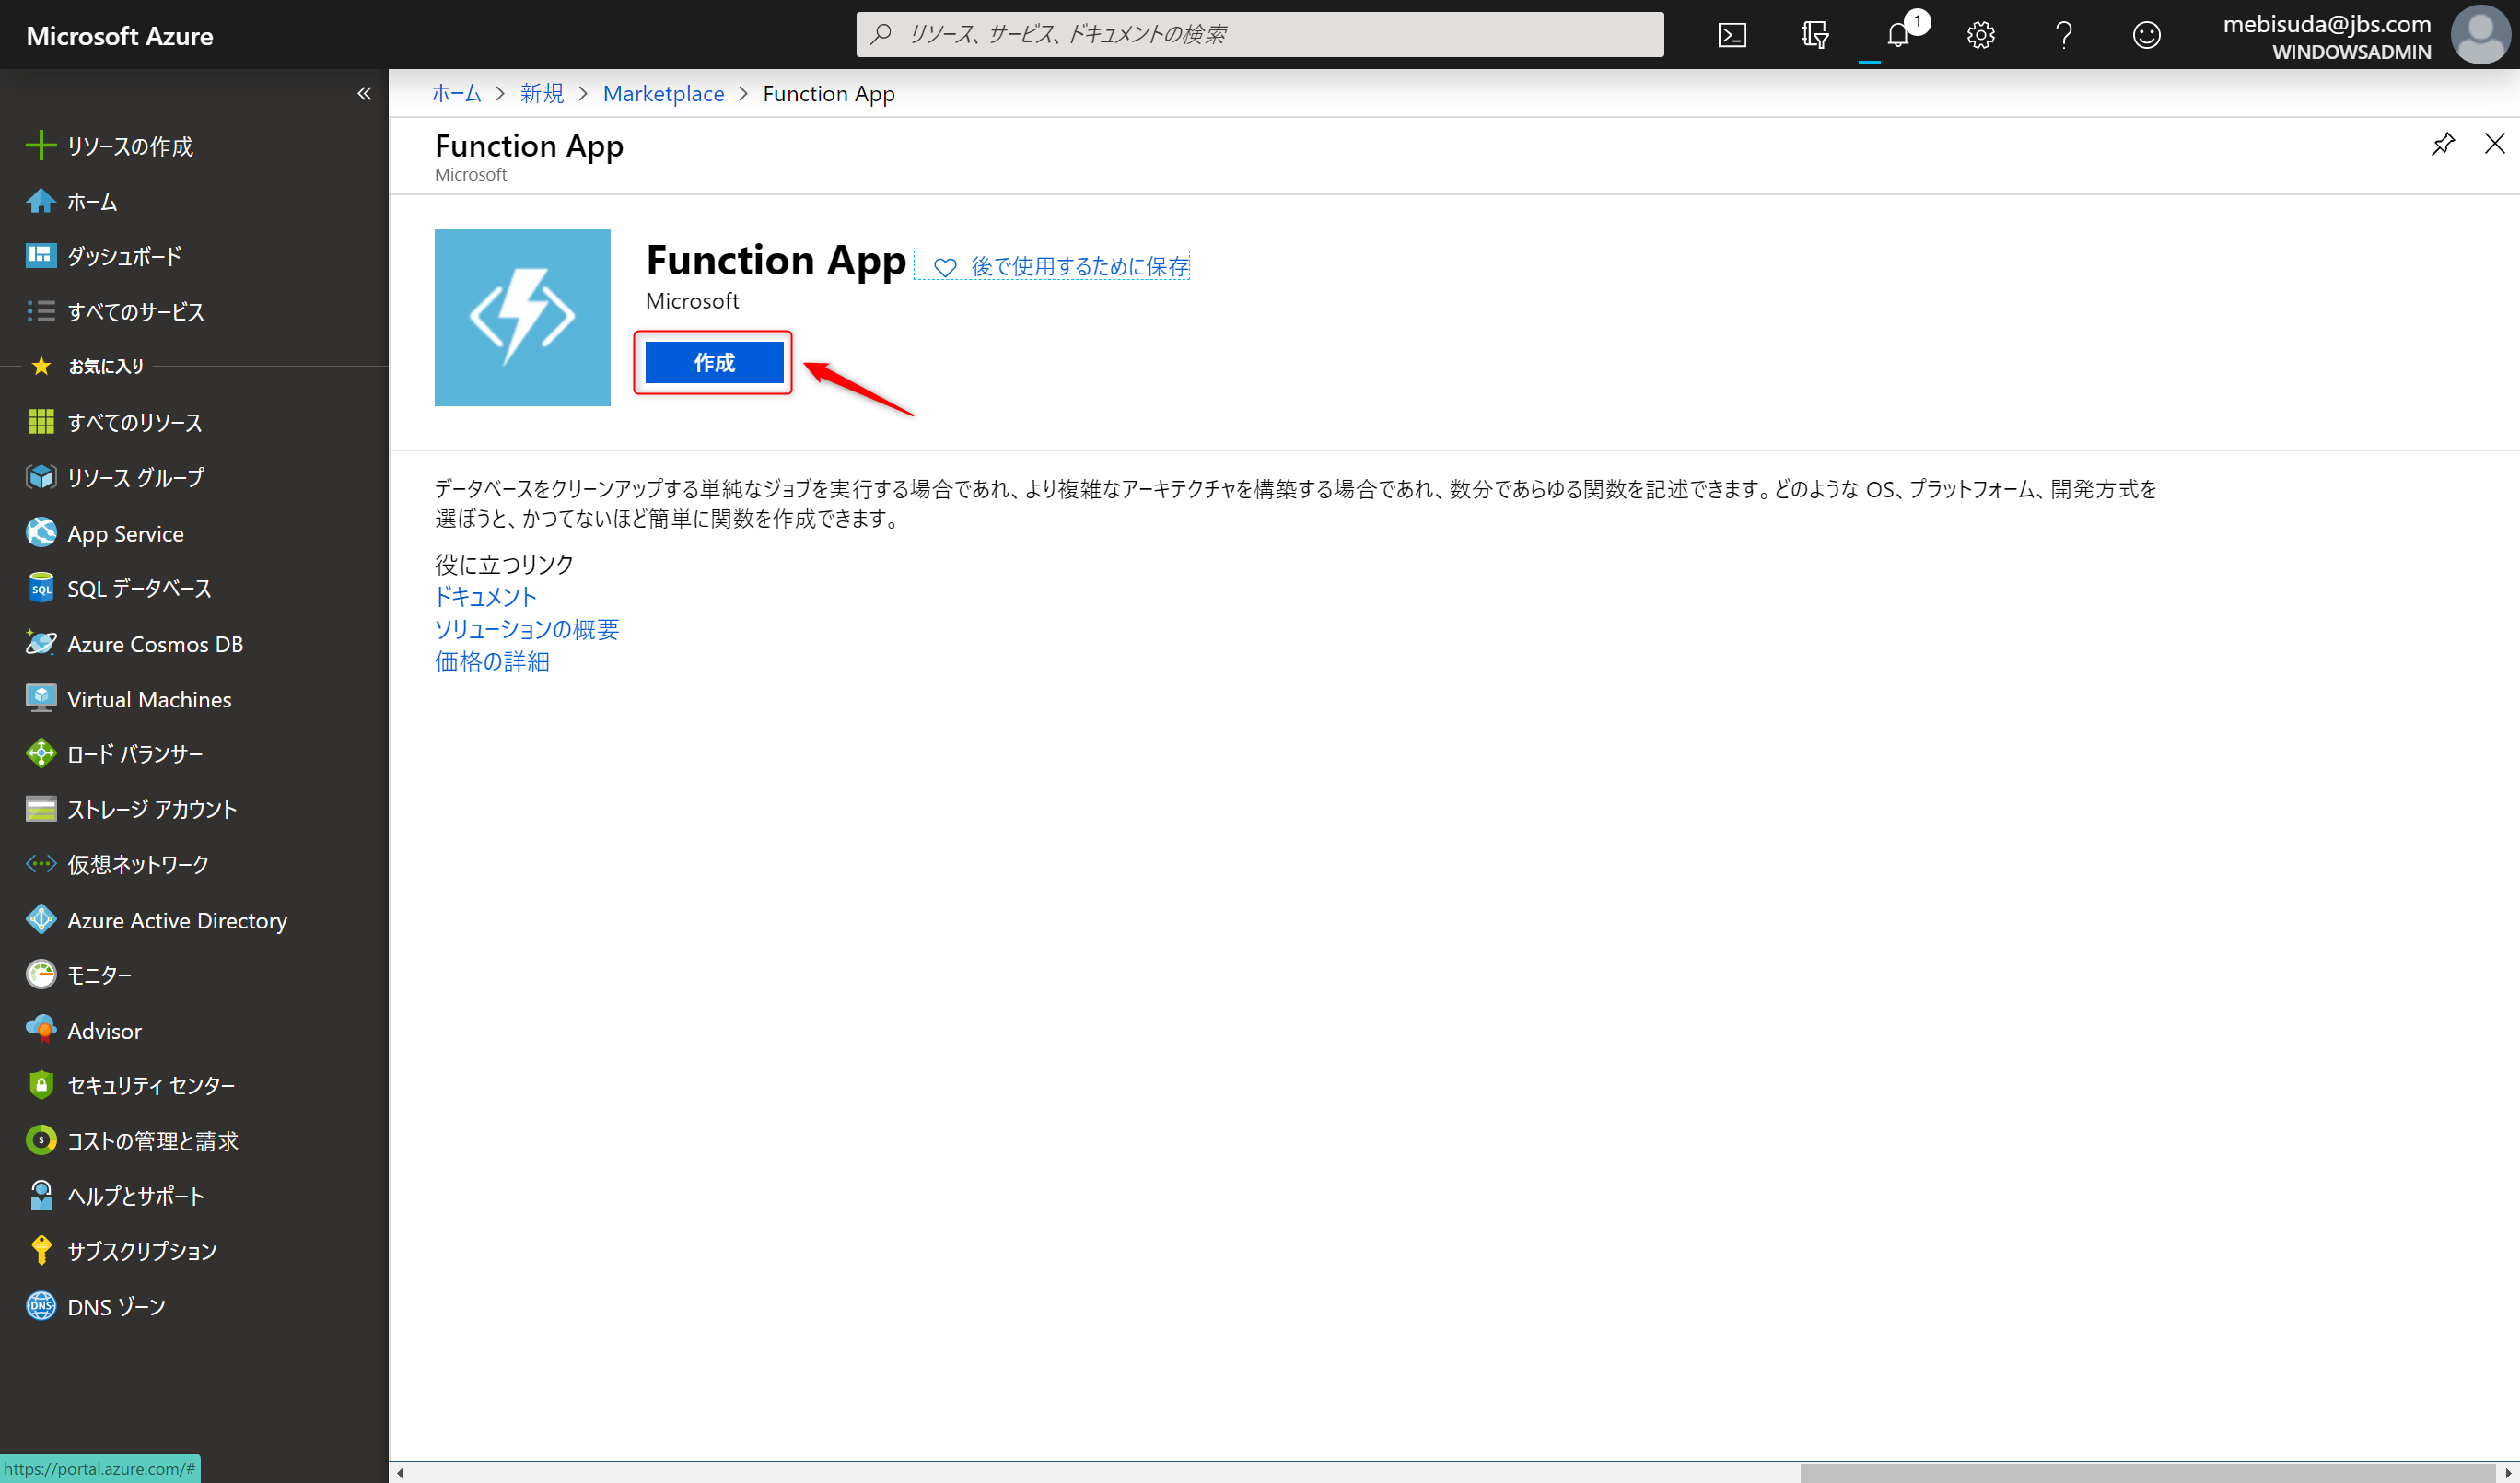 Microsoft Azure
リソース、サービス、ドキュメントの検索
1
mebisuda@jbs.com
WINDOWSADMIN
ホーム > 新規 > Marketplace > Function App
Function App
Microsoft
リソースの作成
ホーム
ダッシュボード
すべてのサービス
お気に入り
すべてのリソース
リソース グループ
App Service
SQL
SQL データベース
Azure Cosmos DB
Virtual Machines
ロード バランサー
ストレージ アカウント
仮想ネットワーク
Azure Active Directory
モニター
Advisor
セキュリティ センター
コストの管理と請求
ヘルプとサポート
サブスクリプション
DNS
DNS ゾーン
https://portal.azure.com/#
Function App
後で使用するために保存
Microsoft
作成
データベースをクリーンアップする単純なジョブを実行する場合であれ、より複雑なアーキテクチャを構築する場合であれ、数分であらゆる関数を記述できます。どのような OS、プラットフォーム、開発方式を
選ぼうと、かつてないほど簡単に関数を作成できます。
役に立つリンク
ドキュメント
ソリューションの概要
価格の詳細